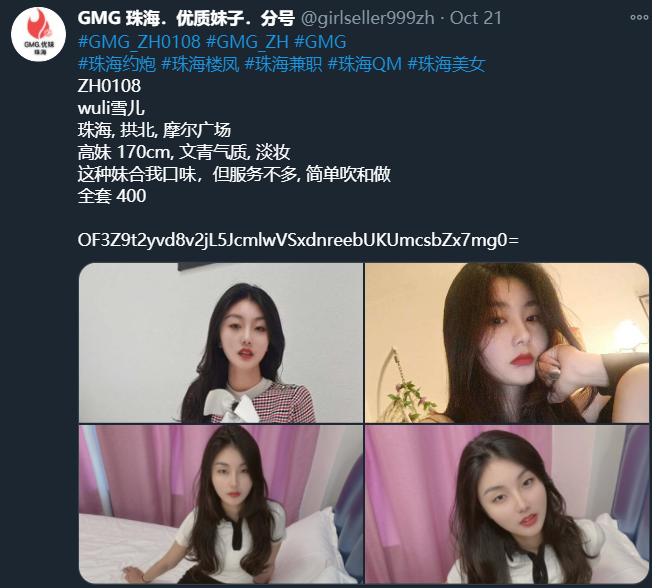 GMG.优妹
珠海
GMG 珠海．优质妹子．分号 @girlseller999zh · Oct 21
#GMG_ZH0108 #GMG_ZH #GMG
#珠海约炮 #珠海楼凤 #珠海兼职 #珠海QM #珠海美女
ZH0108
wuli雪儿
珠海, 拱北, 摩尔广场
高妹 170cm, 文青气质, 淡妆
这种妹合我口味，但服务不多, 简单吹和做
全套 400
OF3Z9t2yvd8v2jL5JcmlwVSxdnreebUKUmcsbZx7mg0=